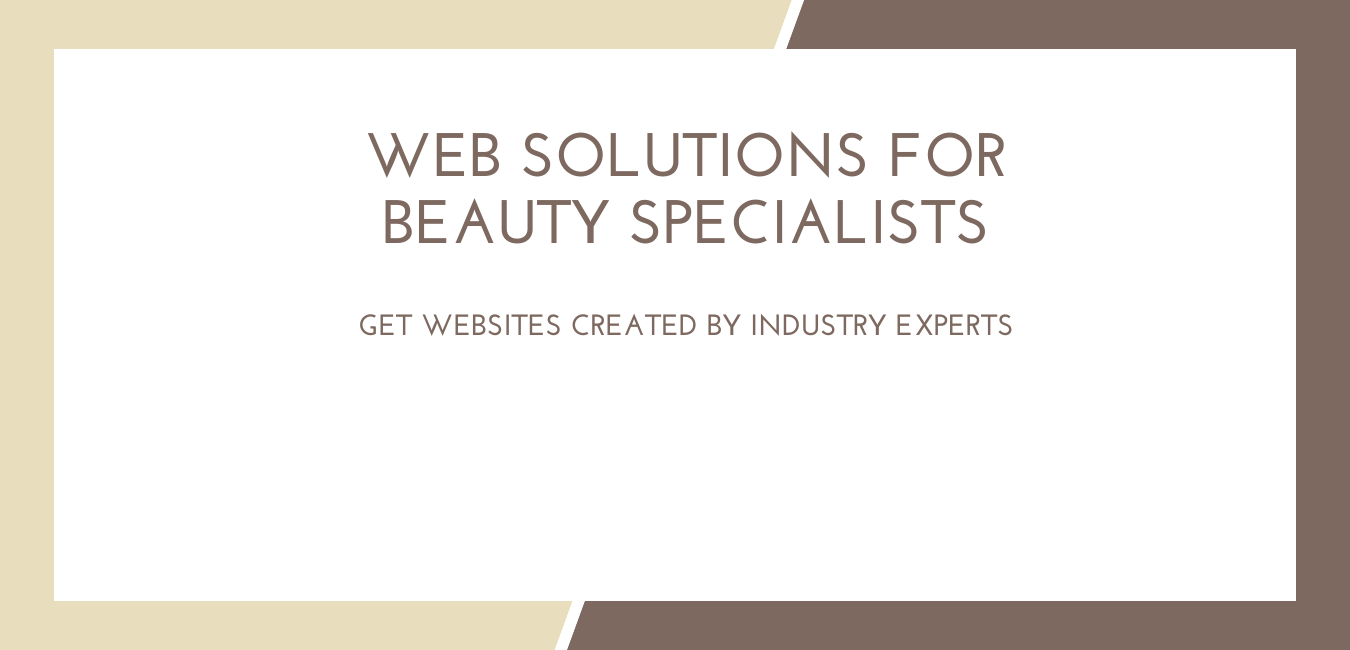 WEB SOLUTIONS FOR
BEAUTY SPECIALISTS
GET WEBSITES CREATED BY INDUSTRY EXPERTS